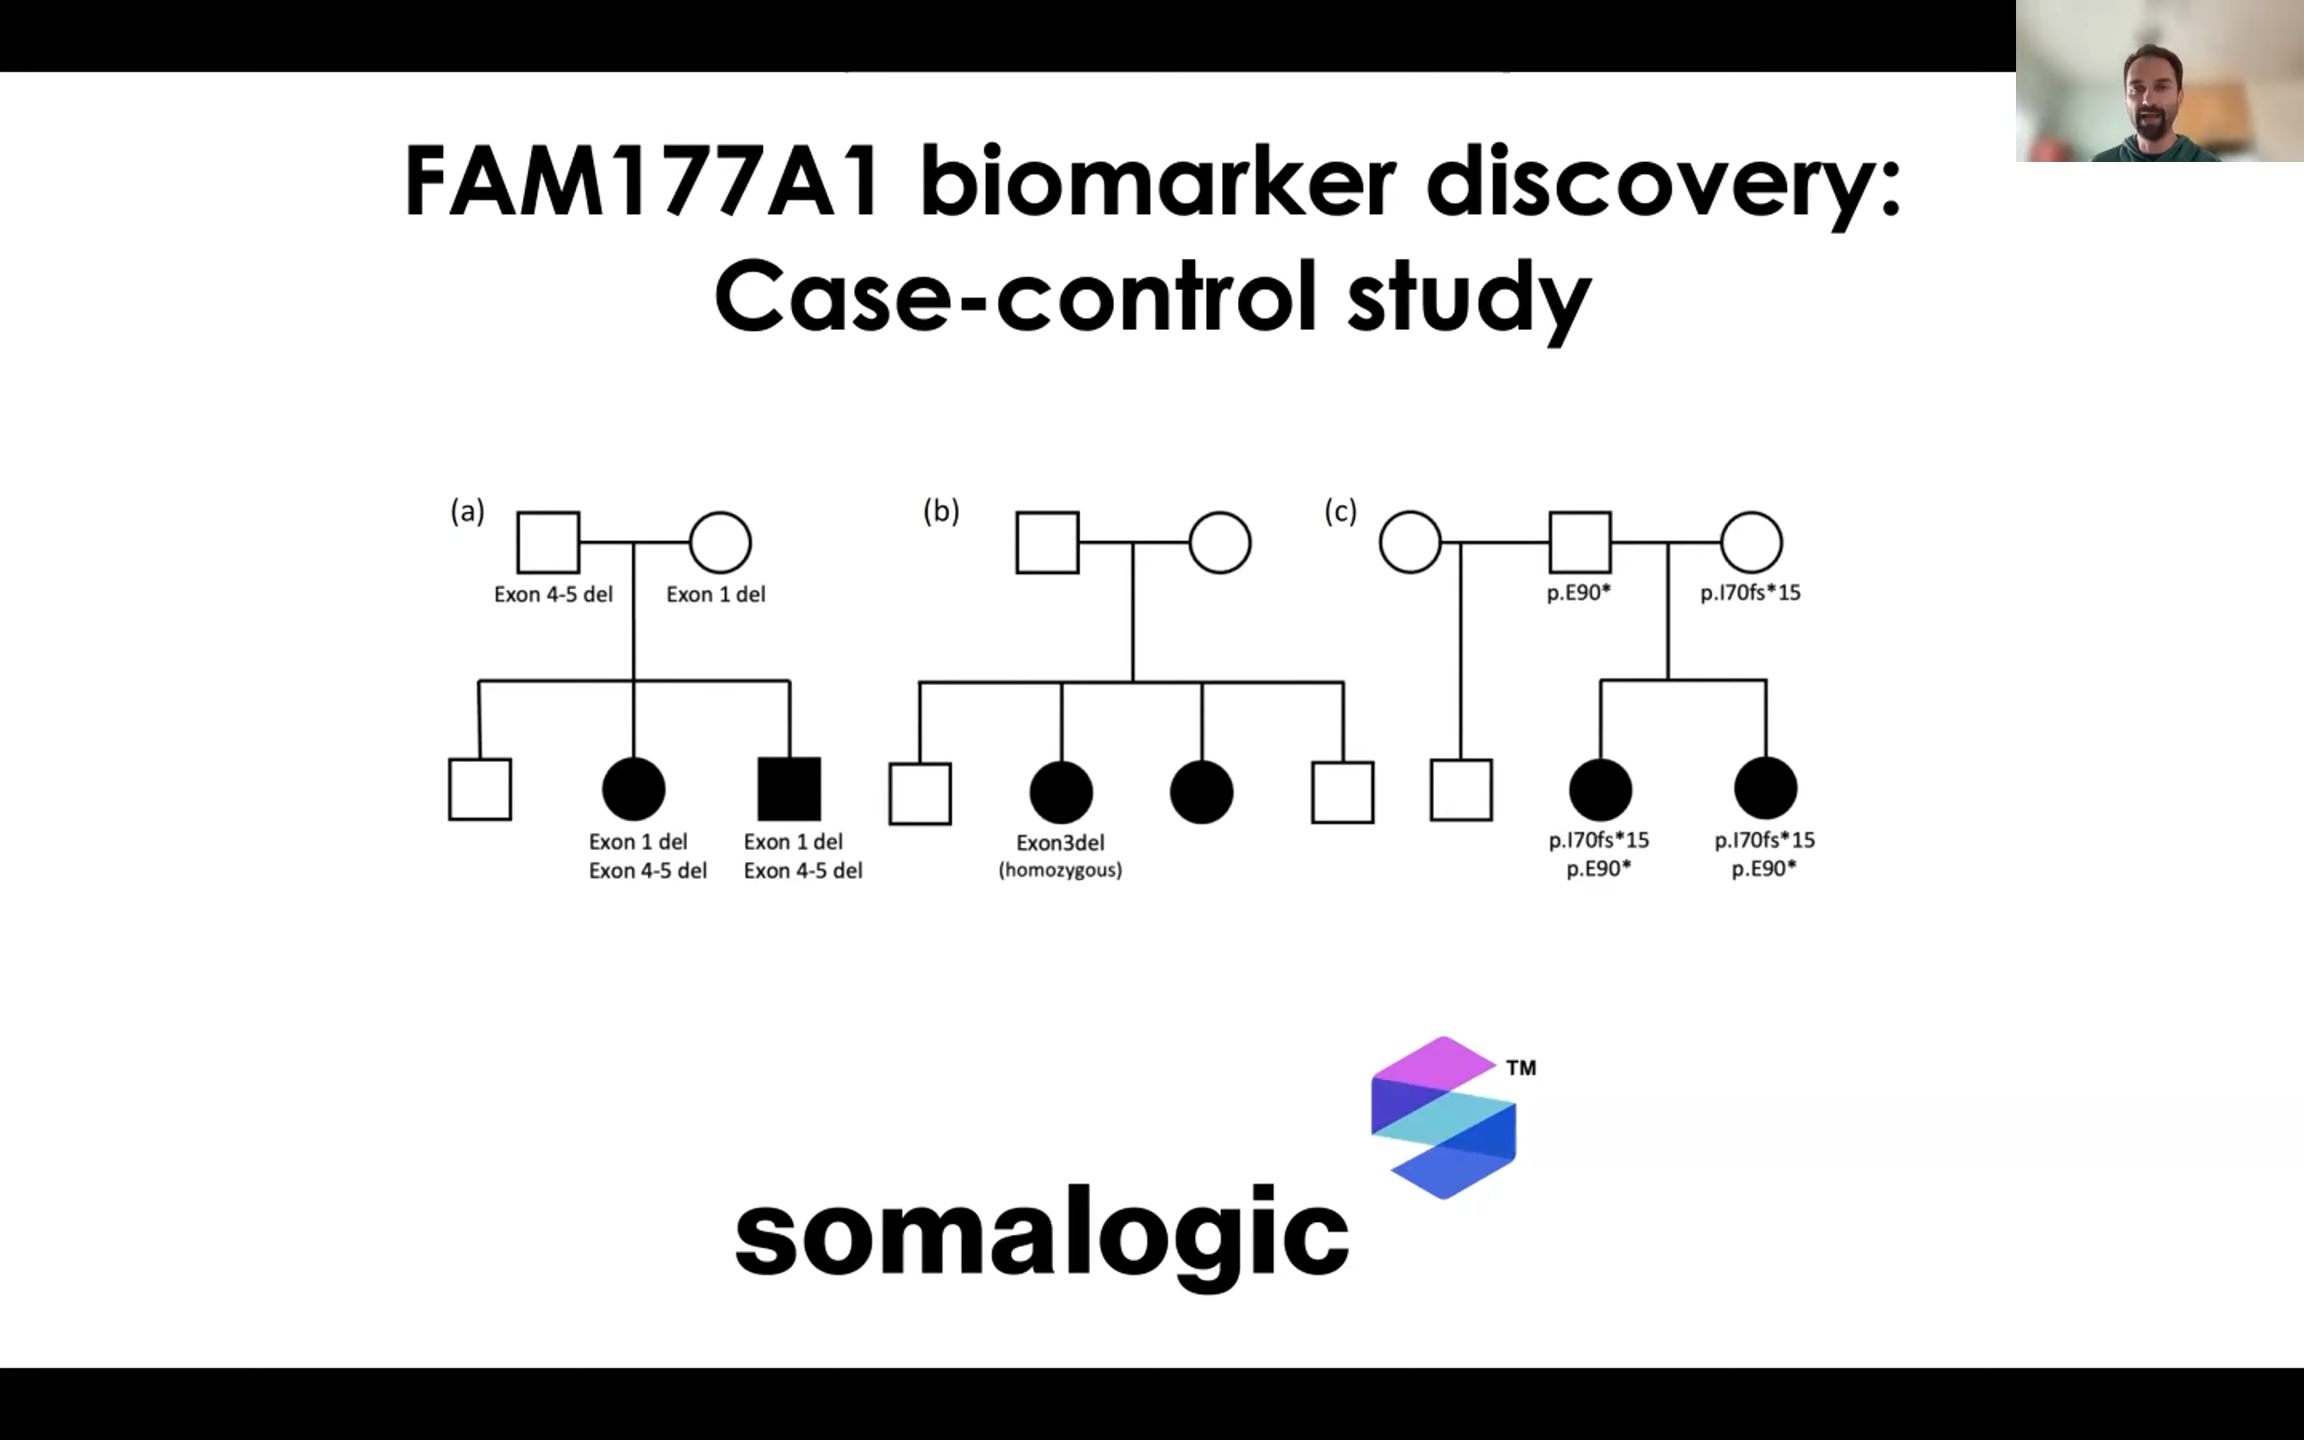 FAM177A1 biomarker discovery:
Case-control study
(a)
Exon 4-5 del
Exon 1 del
Exon 1 del
Exon 4-5 del
Exon 1 del
Exon 4-5 del
(b)
Exon3del
(homozygous)
(c)
p.E90*
p.I70fs*15
p.I70fs*15
p.E90*
p.I70fs*15
p.E90*
somalogic
TM